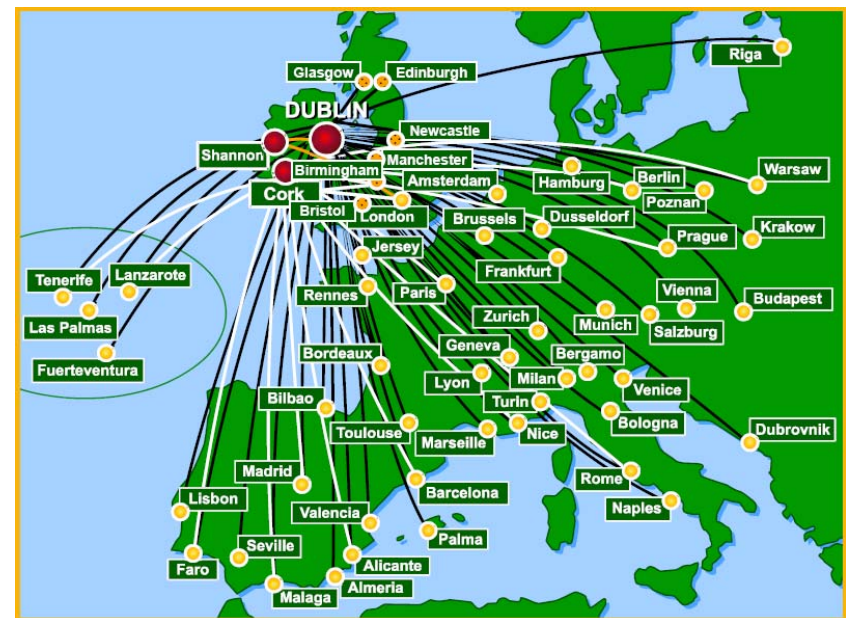 Riga
Glasgow
Edinburgh
DUBLIN
Newcastle
Shannon
Manchester
Birmingham
Amsterdam
Hamburg
Berlin
Warsaw
Cork
Poznan
Bristol
London
Brussels
Dusseldorf
Krakow
Prague
Jersey
Frankfurt
Tenerife
Lanzarote
Rennes
Paris
Vienna
Budapest
Las Palmas
Zurich
Munich
Salzburg
Fuerteventura
Bordeaux
Geneva
Bergamo
Lyon
Milan
Venice
Bilbao
TurIn
Bologna
Toulouse
Marseille
Nice
Dubrovnik
Madrid
Rome
Lisbon
Barcelona
Naples
Valencia
Palma
Seville
Alicante
Faro
Almeria
Malaga